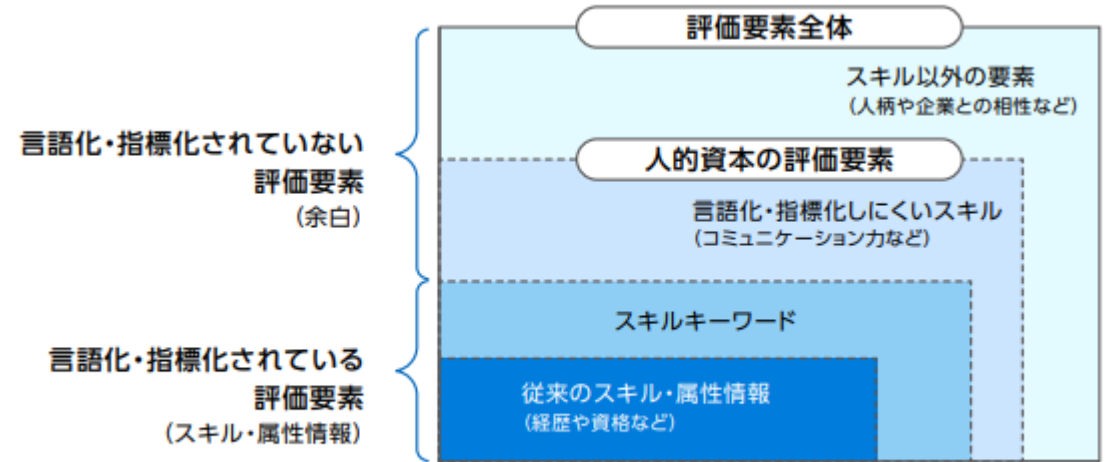 評価要素全体
スキル以外の要素
(人柄や企業との相性など)
言語化・指標化されていない
評価要素
(余白)
人的資本の評価要素
言語化・指標化しにくいスキル
(コミュニケーション力など)
スキルキーワード
言語化・指標化されている
評価要素
(スキル・属性情報)
従来のスキル・属性情報
(経歴や資格など)